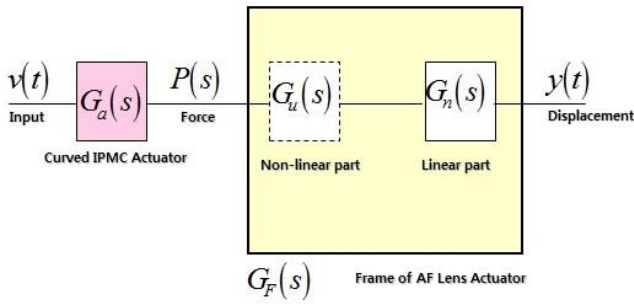 v(t)
Input
G_a(s)
Curved IPMC Actuator
P(s)
Force
G_u(s)
Non-linear part
G_n(s)
Linear part
y(t)
Displacement
G_F(s)
Frame of AF Lens Actuator